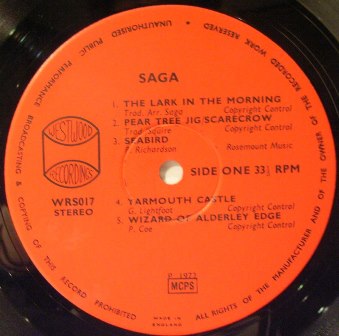 UNAUTHORISED PUBLIC PERFORMANCE BROADCASTING & COPYING OF THIS RECORD PROHIBITED
ALL RIGHTS OF THE MANUFACTURER AND OF THE OWNER OF THE RECORDED WORK RESERVED
SAGA
1. THE LARK IN THE MORNING
Trad. Arr. Saga Copyright Control
2. PEAR TREE JIG/SCARECROW
Trad Squire Copyright Control
3. SEABIRD
P. Richardson Rosemount Music
WESTWOOD
RECORDINGS
WRS017
STEREO
SIDE ONE 33⅓ RPM
4. YARMOUTH CASTLE
G. Lightfoot Copyright Control
5. WIZARD OF ALDERLEY EDGE
P. Coe Copyright Control
P 1972
MCPS
MADE IN
ENGLAND